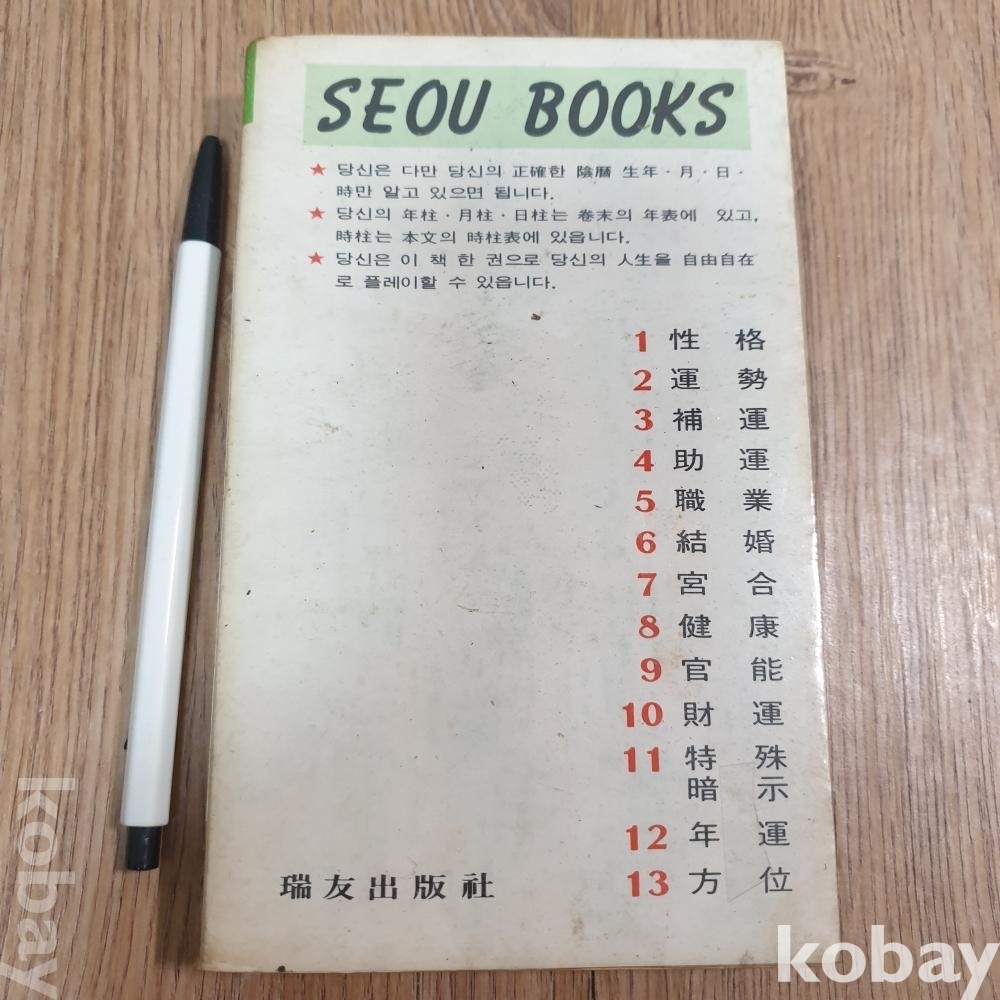 SEOU BOOKS
★ 당신은 다만 당신의 正確한 陰曆 生年·月·日·
時만 알고 있으면 됩니다.
★ 당신의 年柱·月柱·日柱는 卷末의 年表에 있고,
時柱는 本文의 時柱表에 있읍니다.
★ 당신은 이 책 한 권으로 당신의 人生을 自由自在
로 플레이할 수 있읍니다.
1 性格
2 運勢
3 補運
4 助運
5 職業
6 結婚
7 宮合
8 健康
9 官能
10 財運
11 特殊
暗示
12 年運
13 方位
瑞友出版社
kobay
kobay